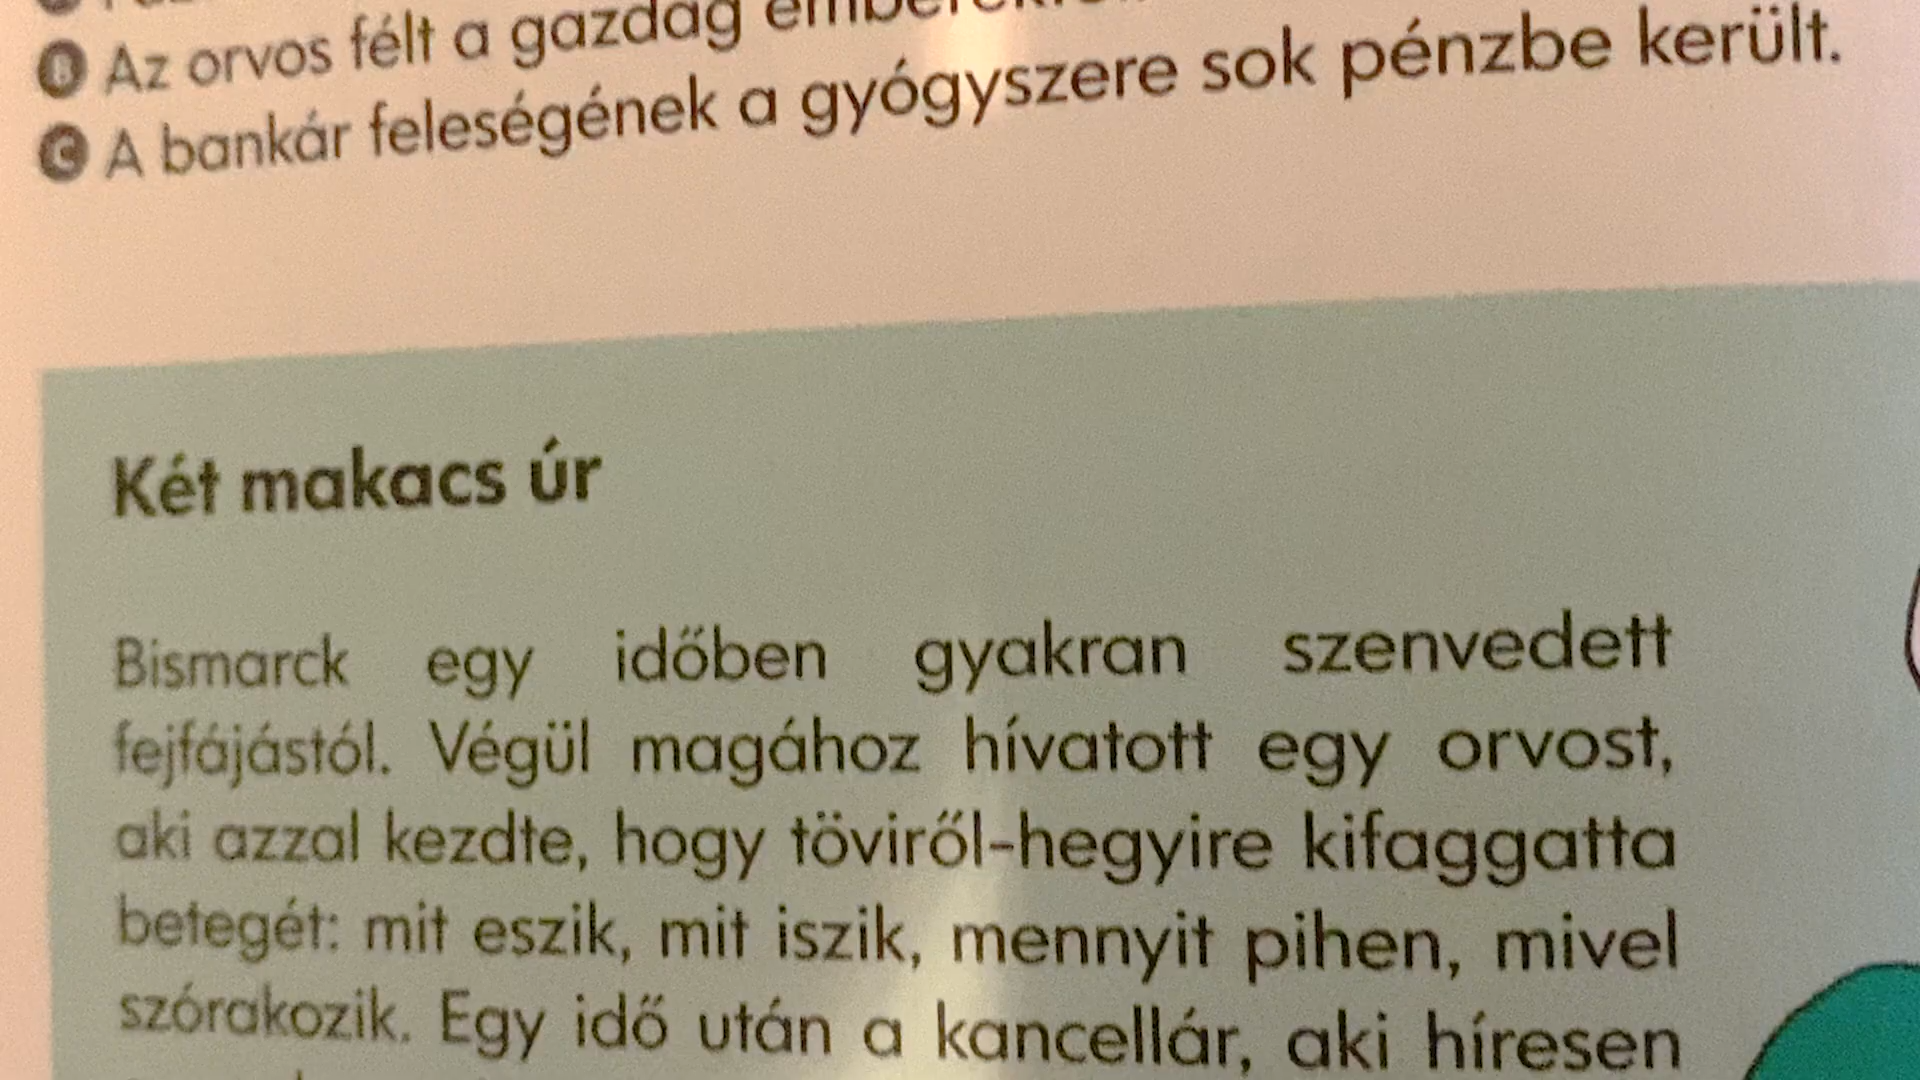 B Az orvos félt a gazdag
C A bankár feleségének a gyógyszere sok pénzbe került.
Két makacs úr
Bismarck egy időben gyakran szenvedett
fejfájástól. Végül magához hívatott egy orvost,
aki azzal kezdte, hogy töviről-hegyire kifaggatta
betegét: mit eszik, mit iszik, mennyit pihen, mivel
szórakozik. Egy idő után a kancellár, aki híresen